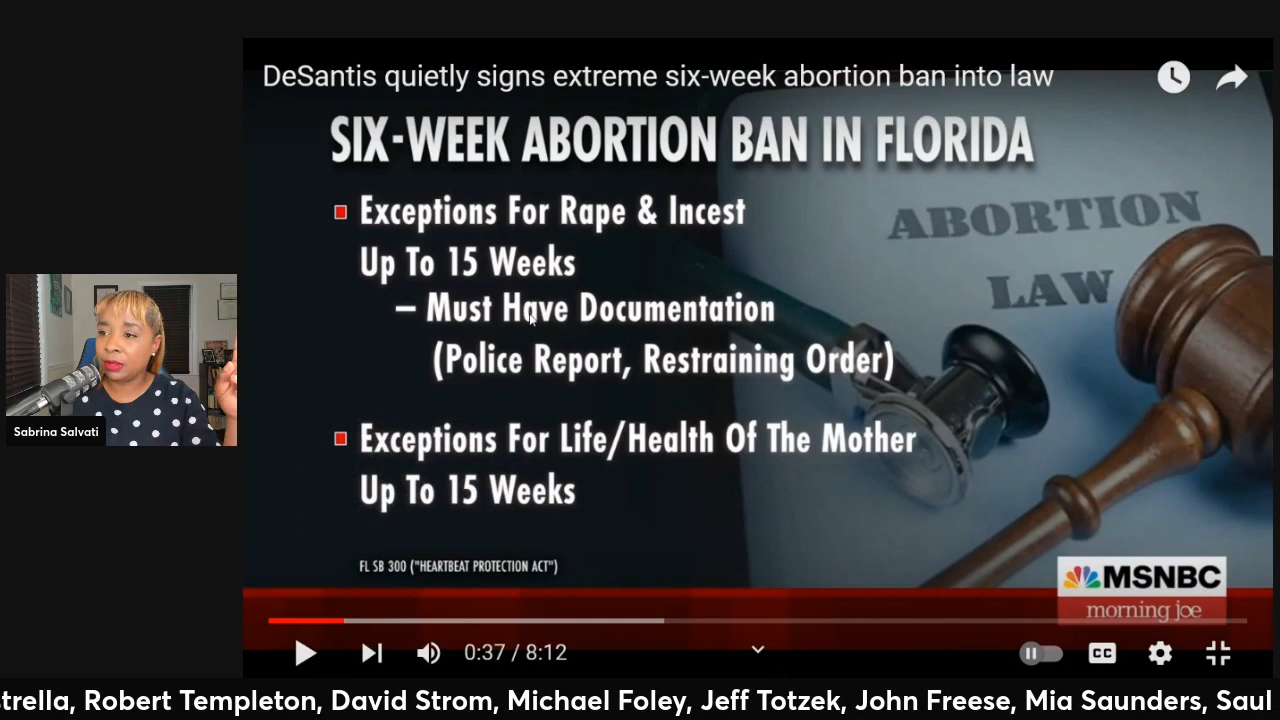 DeSantis quietly signs extreme six-week abortion ban into law
SIX-WEEK ABORTION BAN IN FLORIDA
Exceptions For Rape & Incest
Up To 15 Weeks
– Must Have Documentation
(Police Report, Restraining Order)
Exceptions For Life/Health Of The Mother
Up To 15 Weeks
FL SB 300 ("HEARTBEAT PROTECTION ACT")
ABORTION
LAW
MSNBC
morning joe
0:37 / 8:12
CC
Sabrina Salvati
strella, Robert Templeton, David Strom, Michael Foley, Jeff Totzek, John Freese, Mia Saunders, Saul